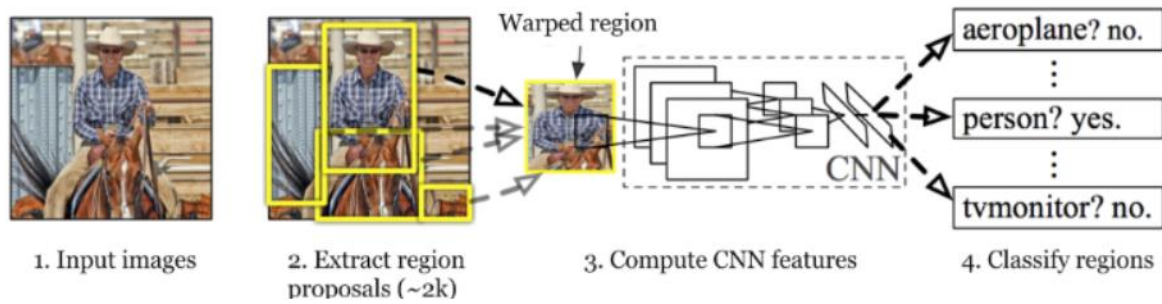 Warped region
aeroplane? no.
⋮
person? yes.
⋮
tvmonitor? no.
CNN
1. Input images
2. Extract region
proposals (~2k)
3. Compute CNN features
4. Classify regions